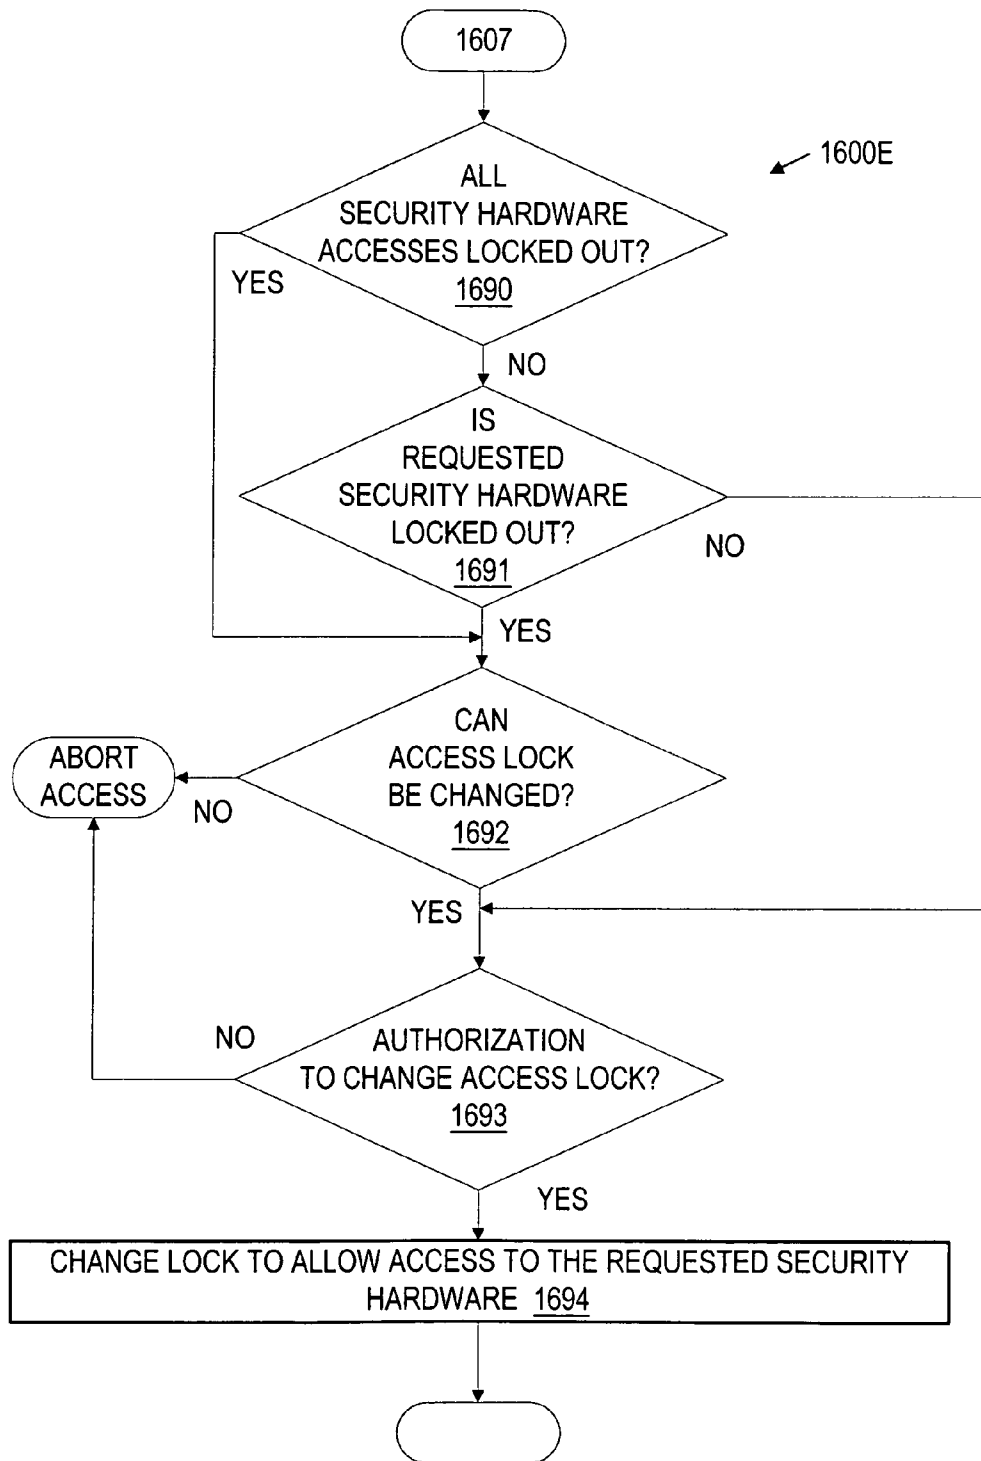 1607
1600E
ALL
SECURITY HARDWARE
ACCESSES LOCKED OUT?
1690
YES
NO
IS
REQUESTED
SECURITY HARDWARE
LOCKED OUT?
1691
NO
YES
CAN
ACCESS LOCK
BE CHANGED?
1692
ABORT
ACCESS
NO
YES
NO
AUTHORIZATION
TO CHANGE ACCESS LOCK?
1693
YES
CHANGE LOCK TO ALLOW ACCESS TO THE REQUESTED SECURITY
HARDWARE 1694